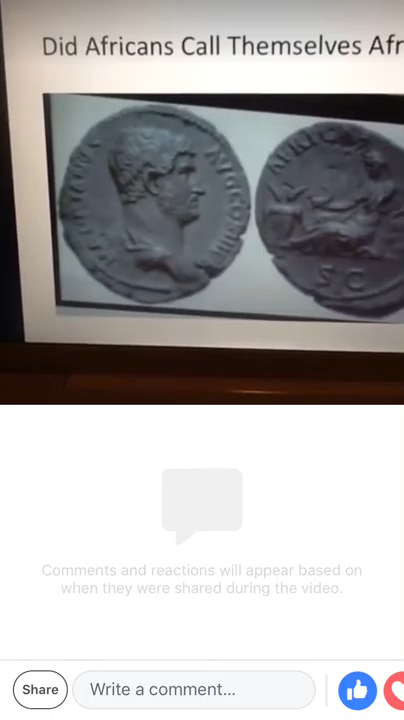 Did Africans Call Themselves Afr
AFRICA
S C
Comments and reactions will appear based on
when they were shared during the video.
Share
Write a comment...